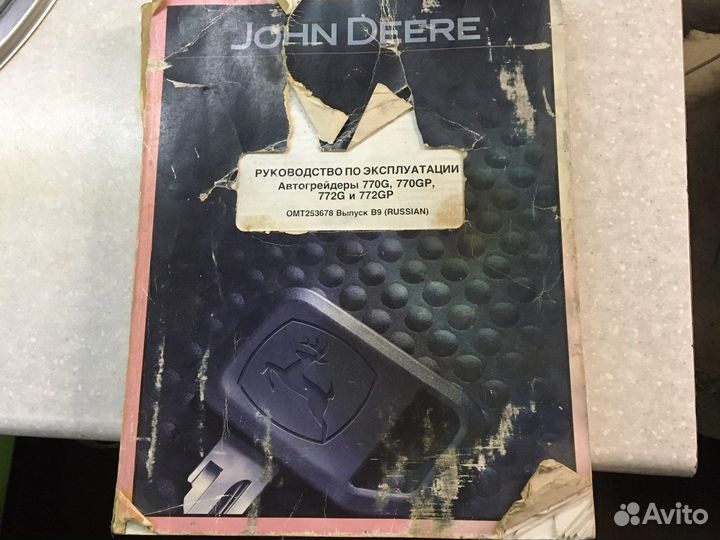 JOHN DEERE
РУКОВОДСТВО ПО ЭКСПЛУАТАЦИИ
Автогрейдеры 770G, 770GP,
772G и 772GP
OMT253678 Выпуск B9 (RUSSIAN)
Avito